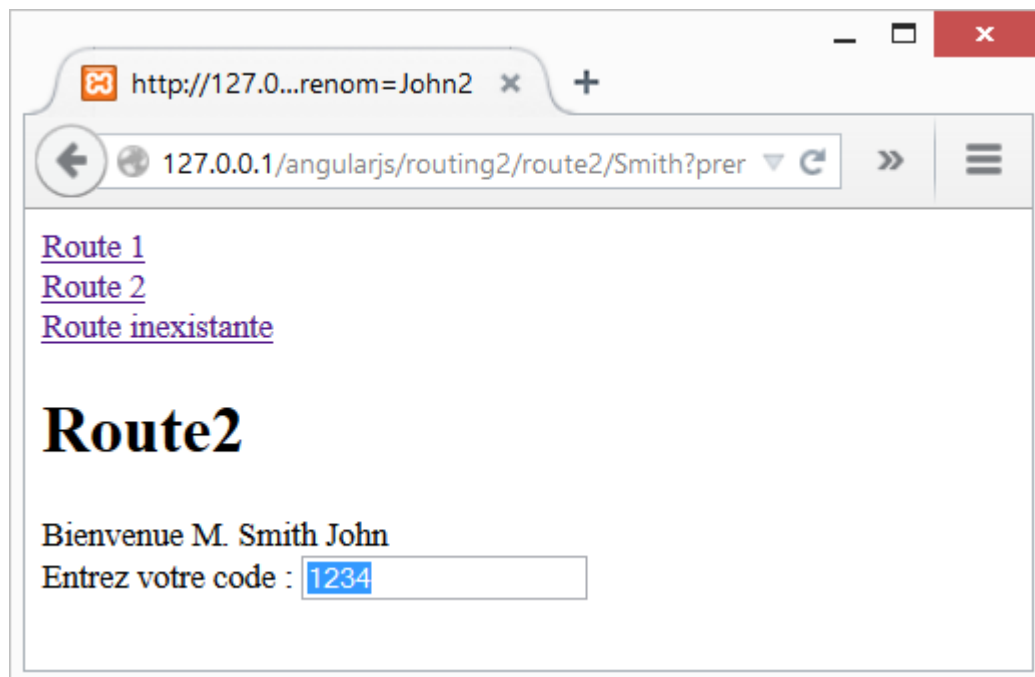 http://127.0...renom=John2
127.0.0.1/angularjs/routing2/route2/Smith?prer
Route 1
Route 2
Route inexistante
Route2
Bienvenue M. Smith John
Entrez votre code : 1234